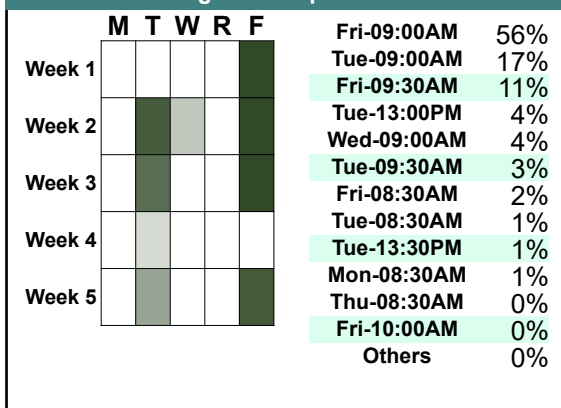 M T W R F
Week 1
Week 2
Week 3
Week 4
Week 5
Fri-09:00AM 56%
Tue-09:00AM 17%
Fri-09:30AM 11%
Tue-13:00PM 4%
Wed-09:00AM 4%
Tue-09:30AM 3%
Fri-08:30AM 2%
Tue-08:30AM 1%
Tue-13:30PM 1%
Mon-08:30AM 1%
Thu-08:30AM 0%
Fri-10:00AM 0%
Others 0%